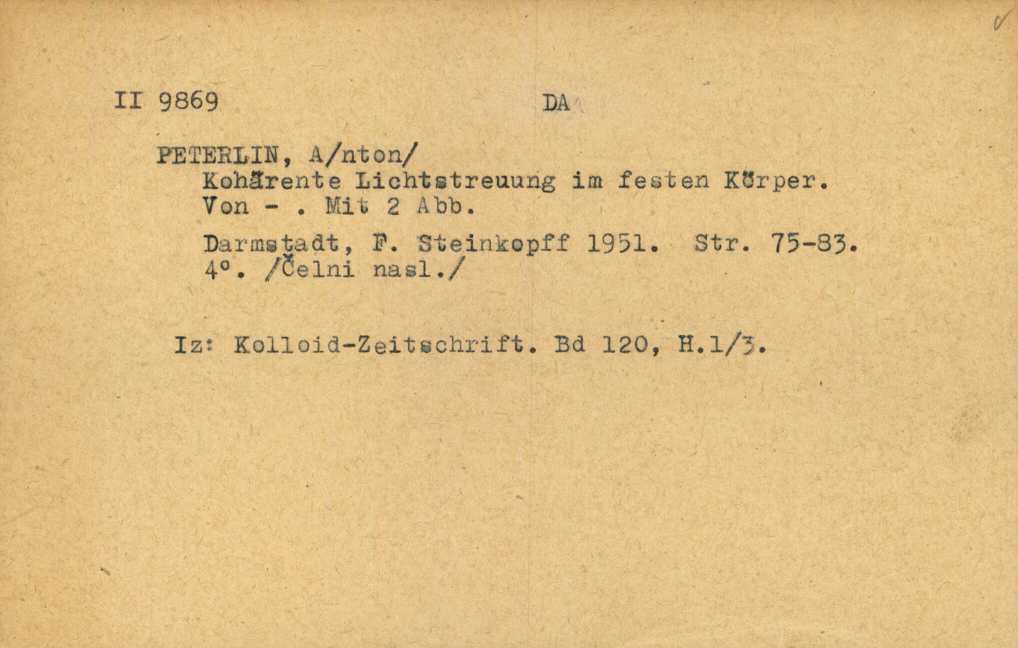 II 9869 DA
PETERLIN, A/nton/
Kohärente Lichtstreuung im festen Körper.
Von - . Mit 2 Abb.
Darmstadt, F. Steinkopff 1951. Str. 75-83.
4°. /Čelni nasl./
Iz: Kolloid-Zeitschrift. Bd 120, H.1/3.